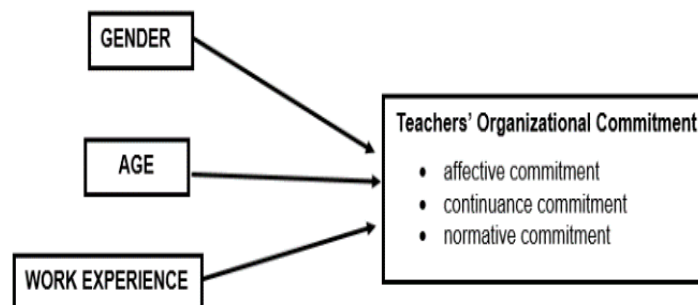 GENDER
AGE
WORK EXPERIENCE
Teachers' Organizational Commitment
• affective commitment
• continuance commitment
• normative commitment